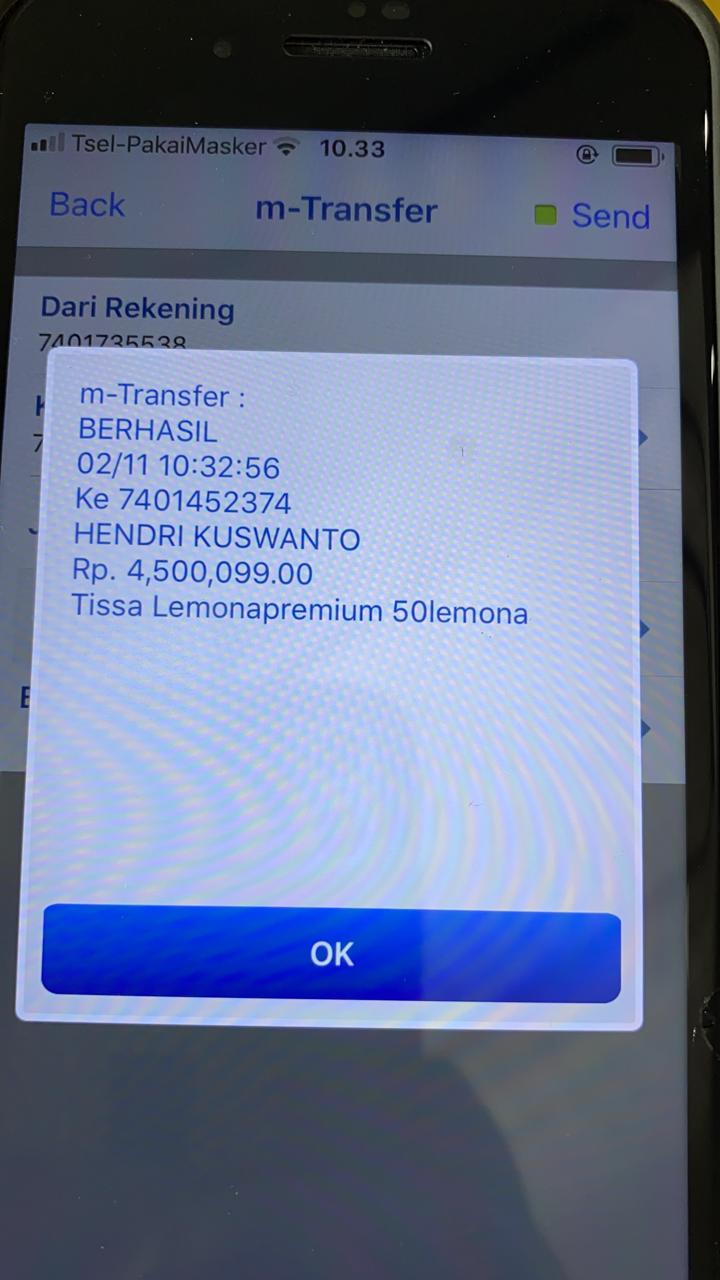 Tsel-PakaiMasker 10.33
Back m-Transfer Send
Dari Rekening
7401735538
m-Transfer :
BERHASIL
02/11 10:32:56
Ke 7401452374
HENDRI KUSWANTO
Rp. 4,500,099.00
Tissa Lemonapremium 50lemona
OK